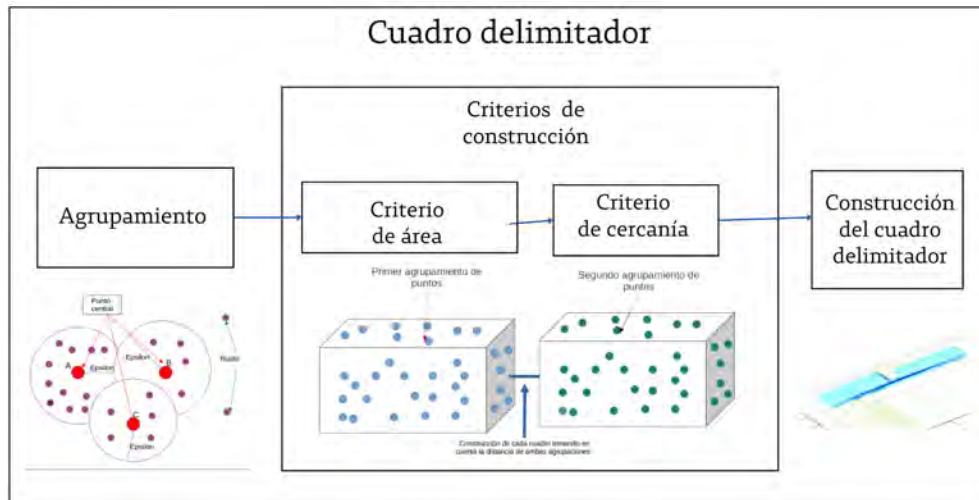 Cuadro delimitador
Criterios de
construcción
Agrupamiento
Criterio
de área
Criterio
de cercanía
Construcción
del cuadro
delimitador
Primer agrupamiento de
puntos
Segundo agrupamiento de
puntos
Punto
central
A
Epsilon
Epsilon
B
C
Epsilon
Ruido
Construcción de cada cuadro tomando en
cuenta la distancia de ambas agrupaciones